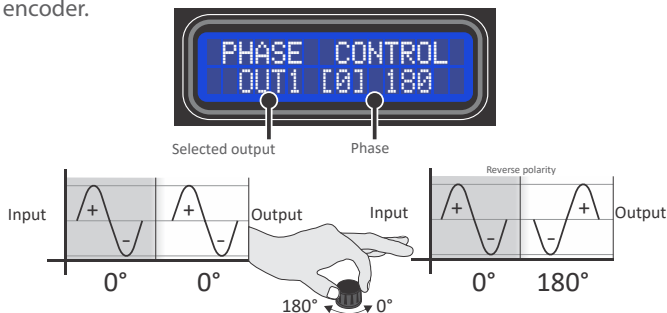 encoder.
PHASE CONTROL
OUT1 [0] 180
Selected output
Phase
Input
+
-
+
-
Output
0°
0°
180°
0°
Reverse polarity
Input
+
-
+
-
Output
0°
180°